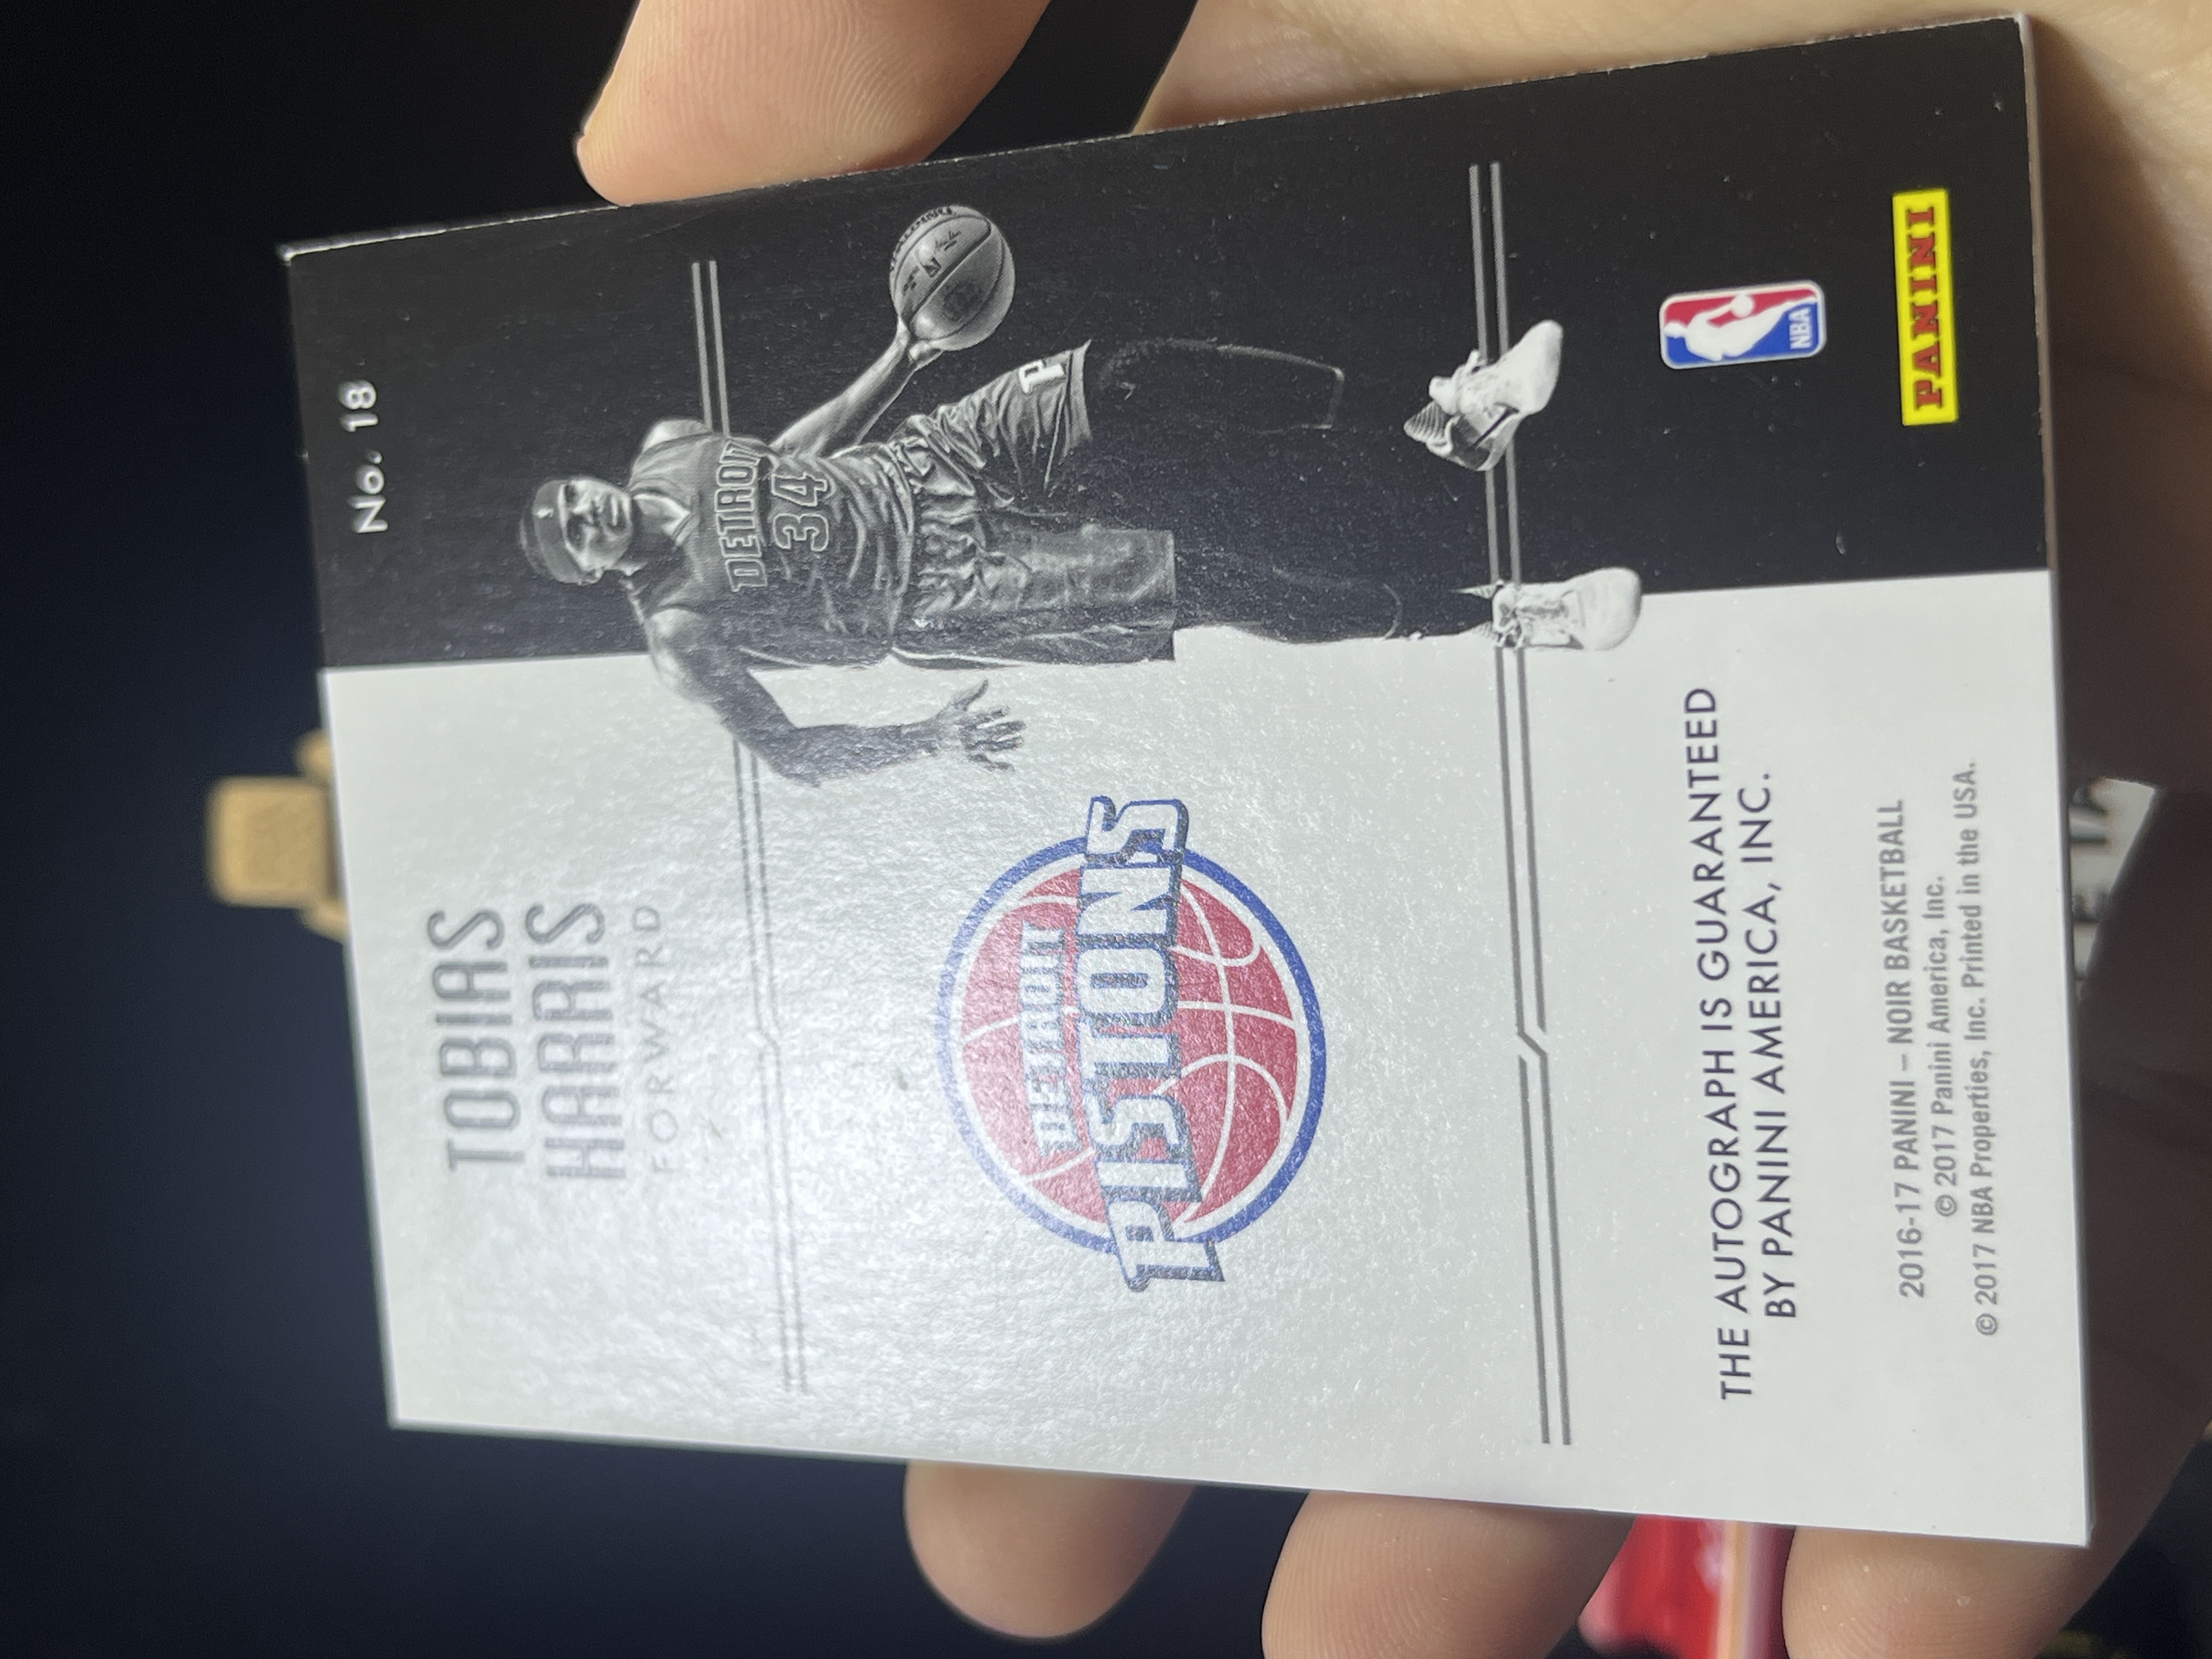 No. 18
TOBIAS
HARRIS
FORWARD
DETROIT
34
P
SPALDING
DETROIT
PISTONS
THE AUTOGRAPH IS GUARANTEED
BY PANINI AMERICA, INC.
NBA
PANINI
2016-17 PANINI – NOIR BASKETBALL
© 2017 Panini America, Inc.
© 2017 NBA Properties, Inc. Printed in the USA.